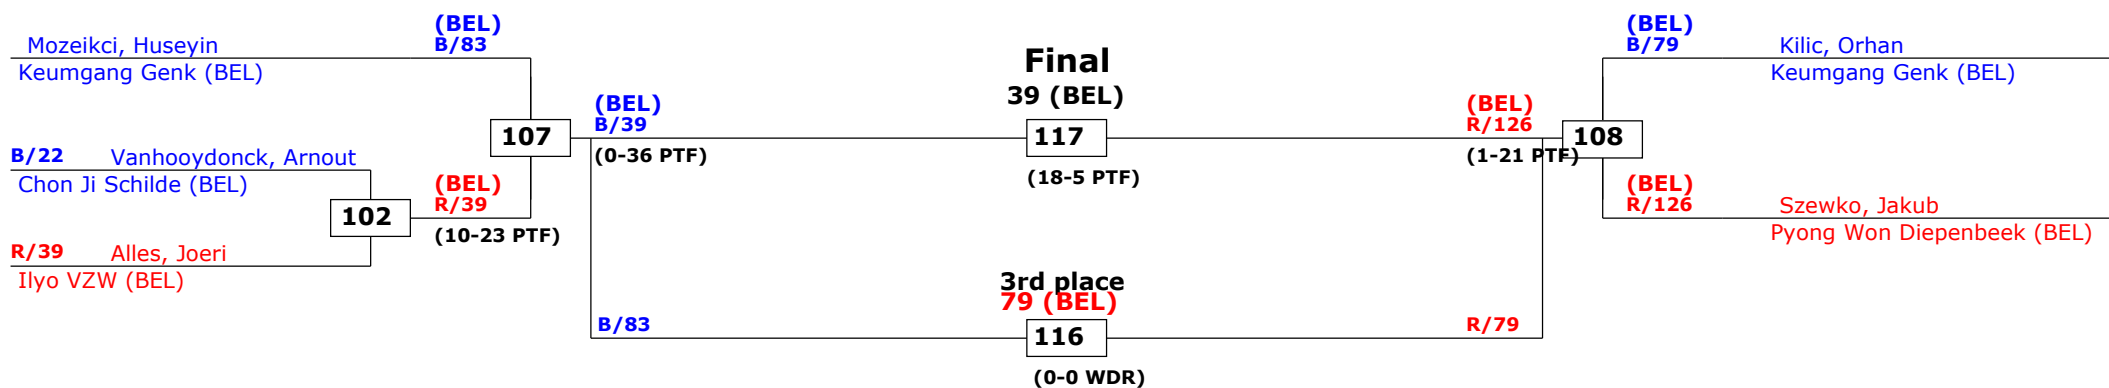 (BEL)
B/83
Mozeikci, Huseyin
Keumgang Genk (BEL)
B/22
Vanhooydonck, Arnout
Chon Ji Schilde (BEL)
R/39
Alles, Joeri
Ilyo VZW (BEL)
102
(BEL)
R/39
(10-23 PTF)
107
(BEL)
B/39
(0-36 PTF)
B/83
Final
39 (BEL)
117
(18-5 PTF)
3rd place
79 (BEL)
116
(0-0 WDR)
(BEL)
R/126
(1-21 PTF)
R/79
108
(BEL)
B/79
Kilic, Orhan
Keumgang Genk (BEL)
(BEL)
R/126
Szewko, Jakub
Pyong Won Diepenbeek (BEL)